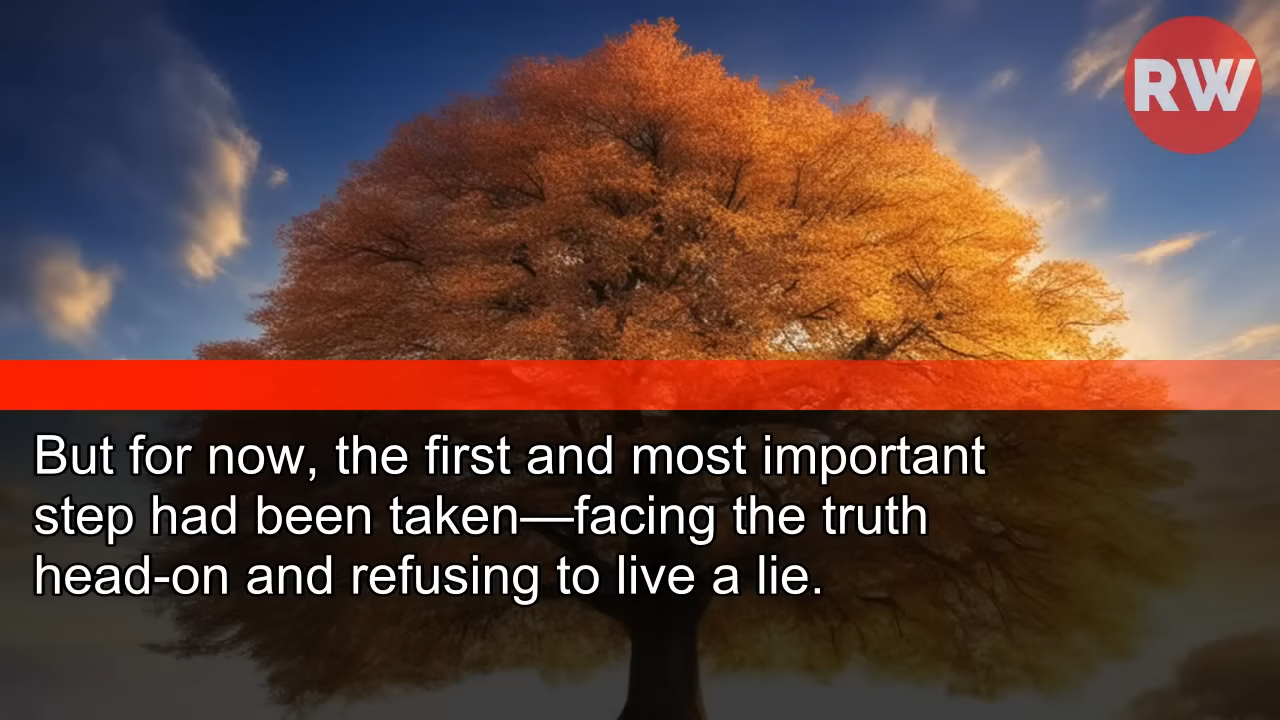 RW
But for now, the first and most important
step had been taken—facing the truth
head-on and refusing to live a lie.